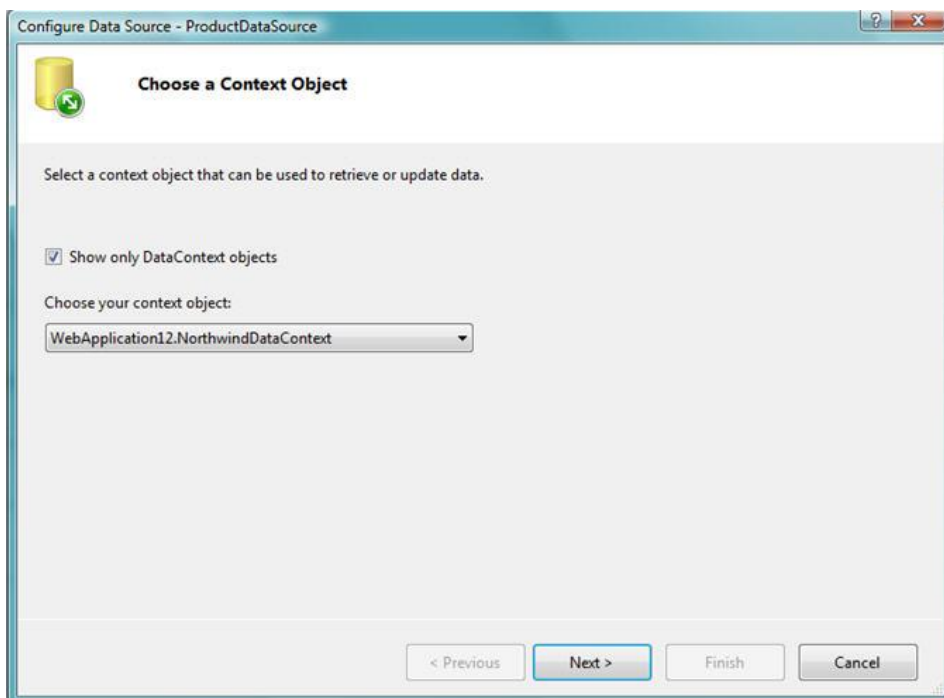 Configure Data Source - ProductDataSource
Choose a Context Object
Select a context object that can be used to retrieve or update data.
Show only DataContext objects
Choose your context object:
WebApplication12.NorthwindDataContext
< Previous
Next >
Finish
Cancel